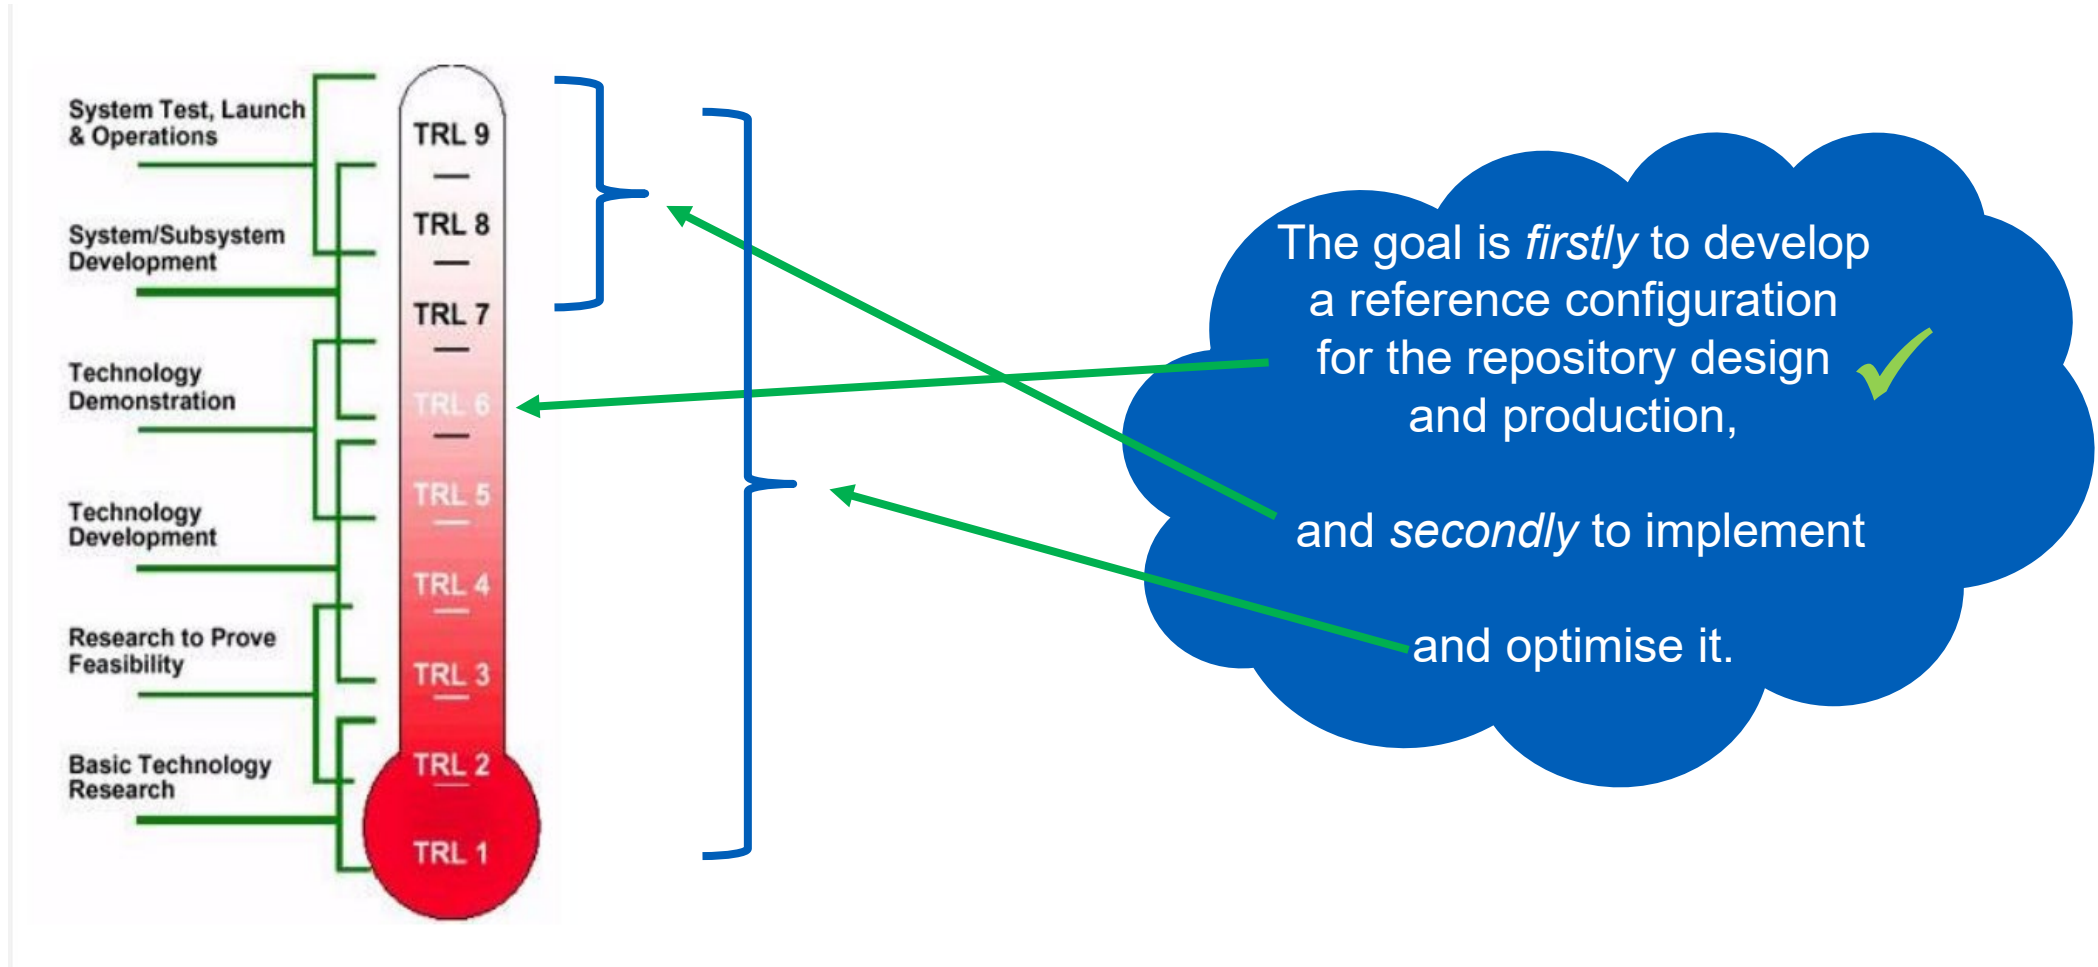 System Test, Launch
& Operations
System/Subsystem
Development
Technology
Demonstration
Technology
Development
Research to Prove
Feasibility
Basic Technology
Research
TRL 9
TRL 8
TRL 7
TRL 6
TRL 5
TRL 4
TRL 3
TRL 2
TRL 1
The goal is firstly to develop
a reference configuration
for the repository design
and production,
and secondly to implement
and optimise it.